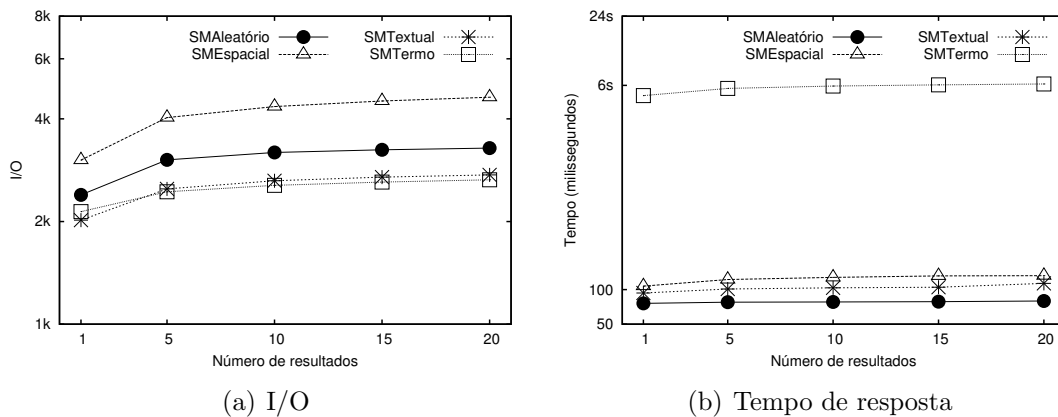 8k
6k
4k
2k
1k
I/O
SMAleatório
SMEspacial
SMTextual
SMTermo
1 5 10 15 20
Número de resultados
(a) I/O
24s
6s
100
50
Tempo (milissegundos)
SMAleatório
SMEspacial
SMTextual
SMTermo
1 5 10 15 20
Número de resultados
(b) Tempo de resposta